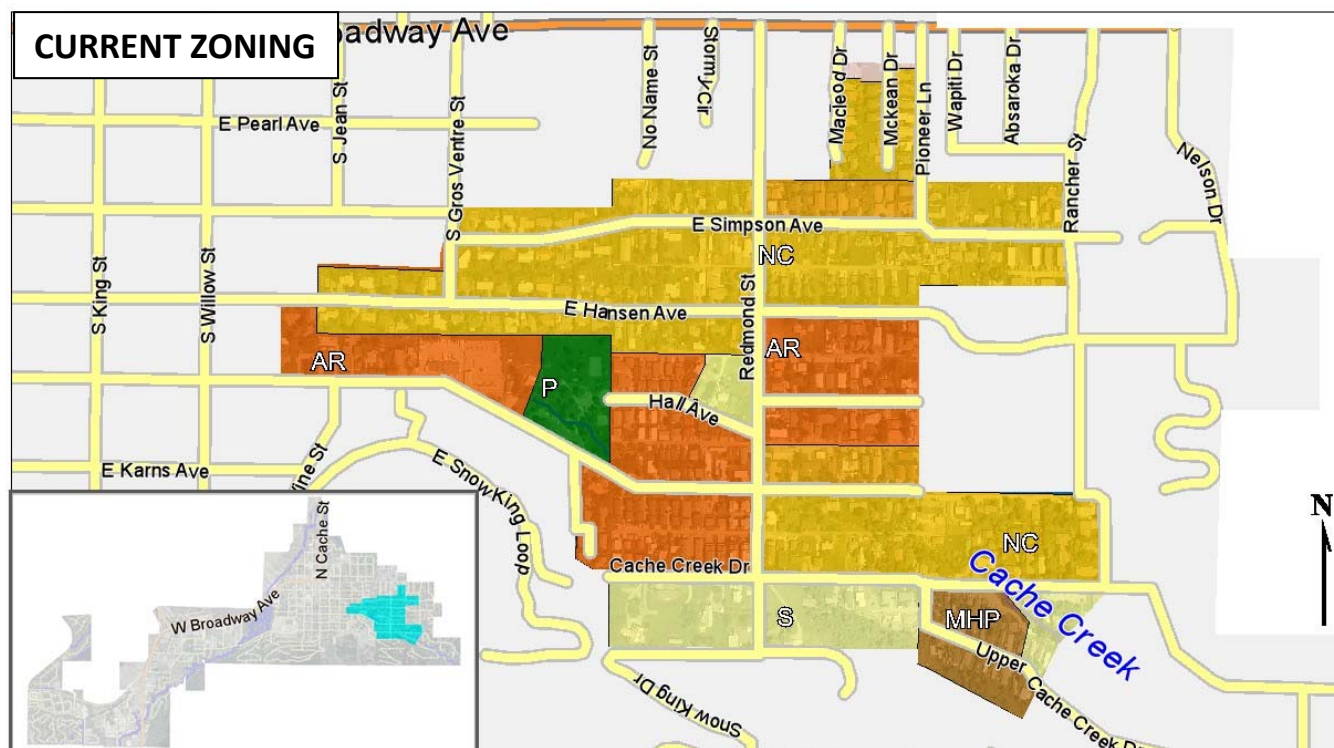 CURRENT ZONING
oadway Ave
E Pearl Ave
S Jean St
S Gros Ventre St
No Name St
Stormy Cir
Macleod Dr
Mckean Dr
Pioneer Ln
Wapiti Dr
Absaroka Dr
Rancher St
Nelson Dr
S King St
S Willow St
E Simpson Ave
NC
E Hansen Ave
Redmond St
AR
AR
P
Hall Ave
E Karns Ave
ine St
E Snow King Loop
Cache Creek Dr
NC
Cache Creek
S
MHP
Upper Cache Creek Dr
Snow King Dr
N
N Cache St
W Broadway Ave